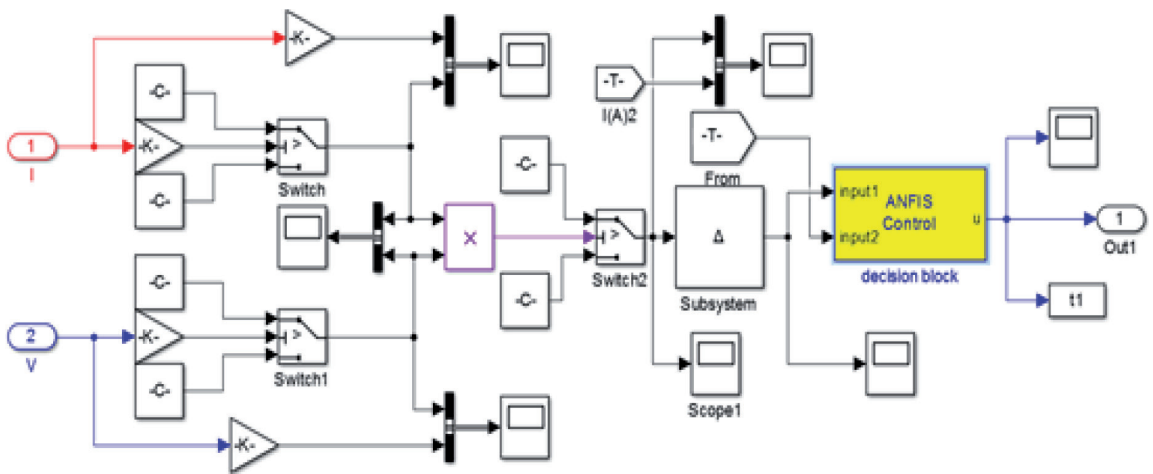 -K-
-C-
-K-
-C-
1
I
>
Switch
-T-
I(A)2
-T-
From
-C-
×
>
-C-
Switch2
Δ
Subsystem
input1
input2
ANFIS
Control
u
decision block
1
Out1
t1
-C-
-K-
-C-
2
V
>
Switch1
-K-
Scope1